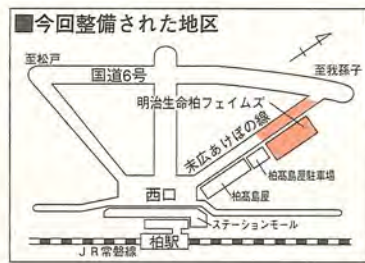 ■今回整備された地区
至松戸
国道6号
至我孫子
明治生命柏フェイムズ
末広あけぼの線
柏髙島屋駐車場
柏髙島屋
西口
ステーションモール
柏駅
JR常磐線